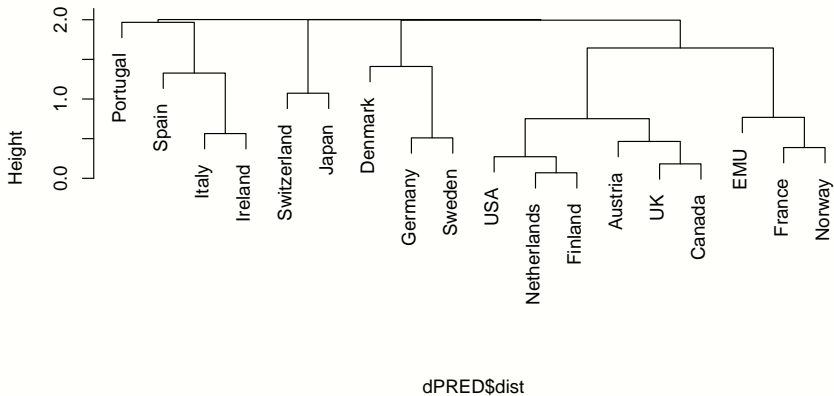 Height
2.0
1.0
0.0
Portugal
Spain
Italy
Ireland
Switzerland
Japan
Denmark
Germany
Sweden
USA
Netherlands
Finland
Austria
UK
Canada
EMU
France
Norway
dPRED$dist